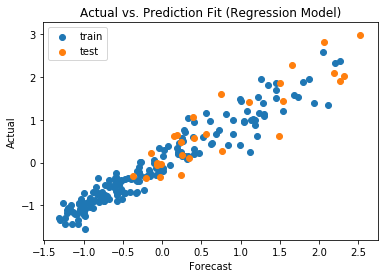 Actual vs. Prediction Fit (Regression Model)
train
test
3
2
1
0
−1
Actual
−1.5 −1.0 −0.5 0.0 0.5 1.0 1.5 2.0 2.5
Forecast